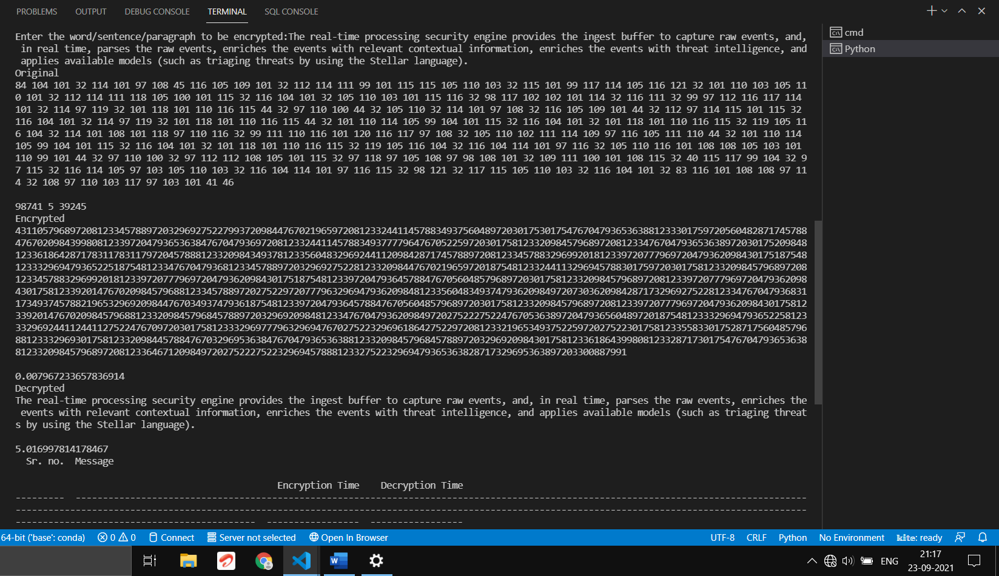 PROBLEMS OUTPUT DEBUG CONSOLE TERMINAL SQL CONSOLE
cmd
Python
Enter the word/sentence/paragraph to be encrypted:The real-time processing security engine provides the ingest buffer to capture raw events, and,
in real time, parses the raw events, enriches the events with relevant contextual information, enriches the events with threat intelligence, and
applies available models (such as triaging threats by using the Stellar language).
Original
84 104 101 32 114 101 97 108 45 116 105 109 101 32 112 114 111 99 101 115 115 105 110 103 32 115 101 99 117 114 105 116 121 32 101 110 103 105 11
0 101 32 112 114 111 118 105 100 101 115 32 116 104 101 32 105 110 103 101 115 116 32 98 117 102 102 101 114 32 116 111 32 99 97 112 116 117 114
101 32 114 97 119 32 101 118 101 110 116 115 44 32 97 110 100 44 32 105 110 32 114 101 97 108 32 116 105 109 101 44 32 112 97 114 115 101 115 32
116 104 101 32 114 97 119 32 101 118 101 110 116 115 44 32 101 110 114 105 99 104 101 115 32 116 104 101 32 101 118 101 110 116 115 32 119 105 11
6 104 32 114 101 108 101 118 97 110 116 32 99 111 110 116 101 120 116 117 97 108 32 105 110 102 111 114 109 97 116 105 111 110 44 32 101 110 114
105 99 104 101 115 32 116 104 101 32 101 118 101 110 116 115 32 119 105 116 104 32 116 104 114 101 97 116 32 105 110 116 101 108 108 105 103 101
110 99 101 44 32 97 110 100 32 97 112 112 108 105 101 115 32 97 118 97 105 108 97 98 108 101 32 109 111 100 101 108 115 32 40 115 117 99 104 32 9
7 115 32 116 114 105 97 103 105 110 103 32 116 104 114 101 97 116 115 32 98 121 32 117 115 105 110 103 32 116 104 101 32 83 116 101 108 108 97 11
4 32 108 97 110 103 117 97 103 101 41 46
98741 5 39245
Encrypted
0.007967233657836914
Decrypted
The real-time processing security engine provides the ingest buffer to capture raw events, and, in real time, parses the raw events, enriches the
events with relevant contextual information, enriches the events with threat intelligence, and applies available models (such as triaging threat
s by using the Stellar language).
5.016997814178467
Sr. no. Message
Encryption Time Decryption Time
64-bit ('base': conda) 0 0 Connect Server not selected Open In Browser UTF-8 CRLF Python No Environment kite: ready
ENG 21:17
23-09-2021